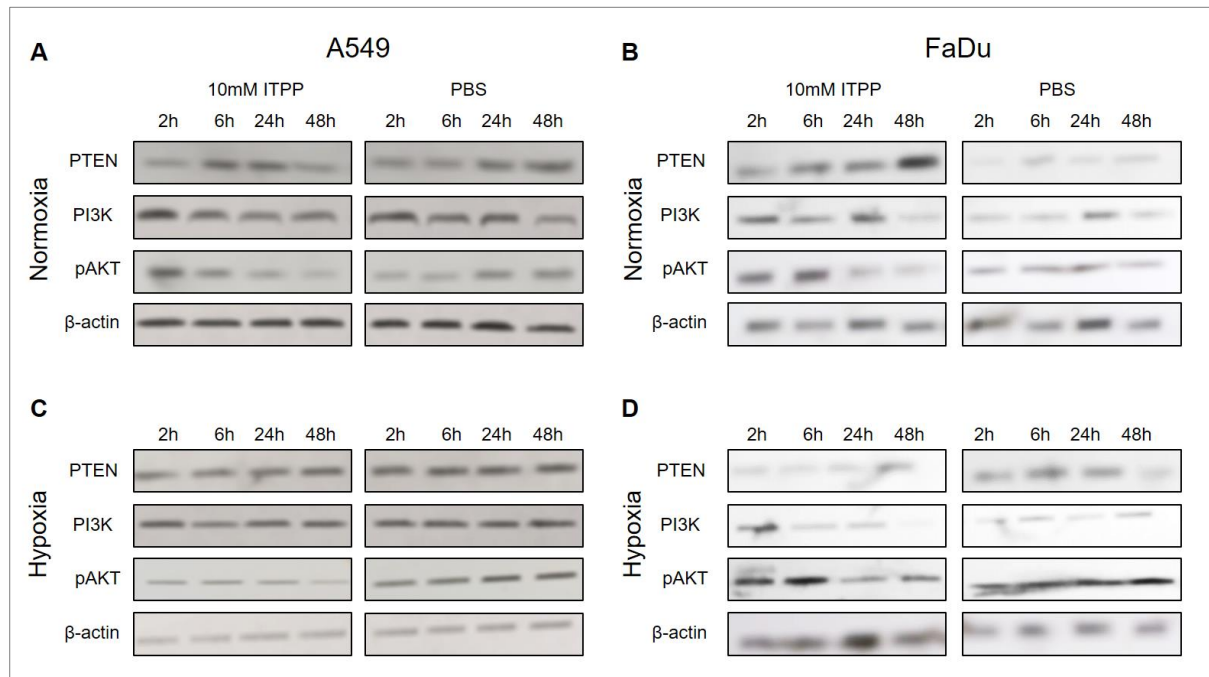 A A549 B FaDu
10mM ITPP PBS 10mM ITPP PBS
2h 6h 24h 48h 2h 6h 24h 48h 2h 6h 24h 48h 2h 6h 24h 48h
Normoxia PTEN Normoxia PTEN
PI3K PI3K
pAKT pAKT
β-actin β-actin
C D
2h 6h 24h 48h 2h 6h 24h 48h 2h 6h 24h 48h 2h 6h 24h 48h
Hypoxia PTEN Hypoxia PTEN
PI3K PI3K
pAKT pAKT
β-actin β-actin